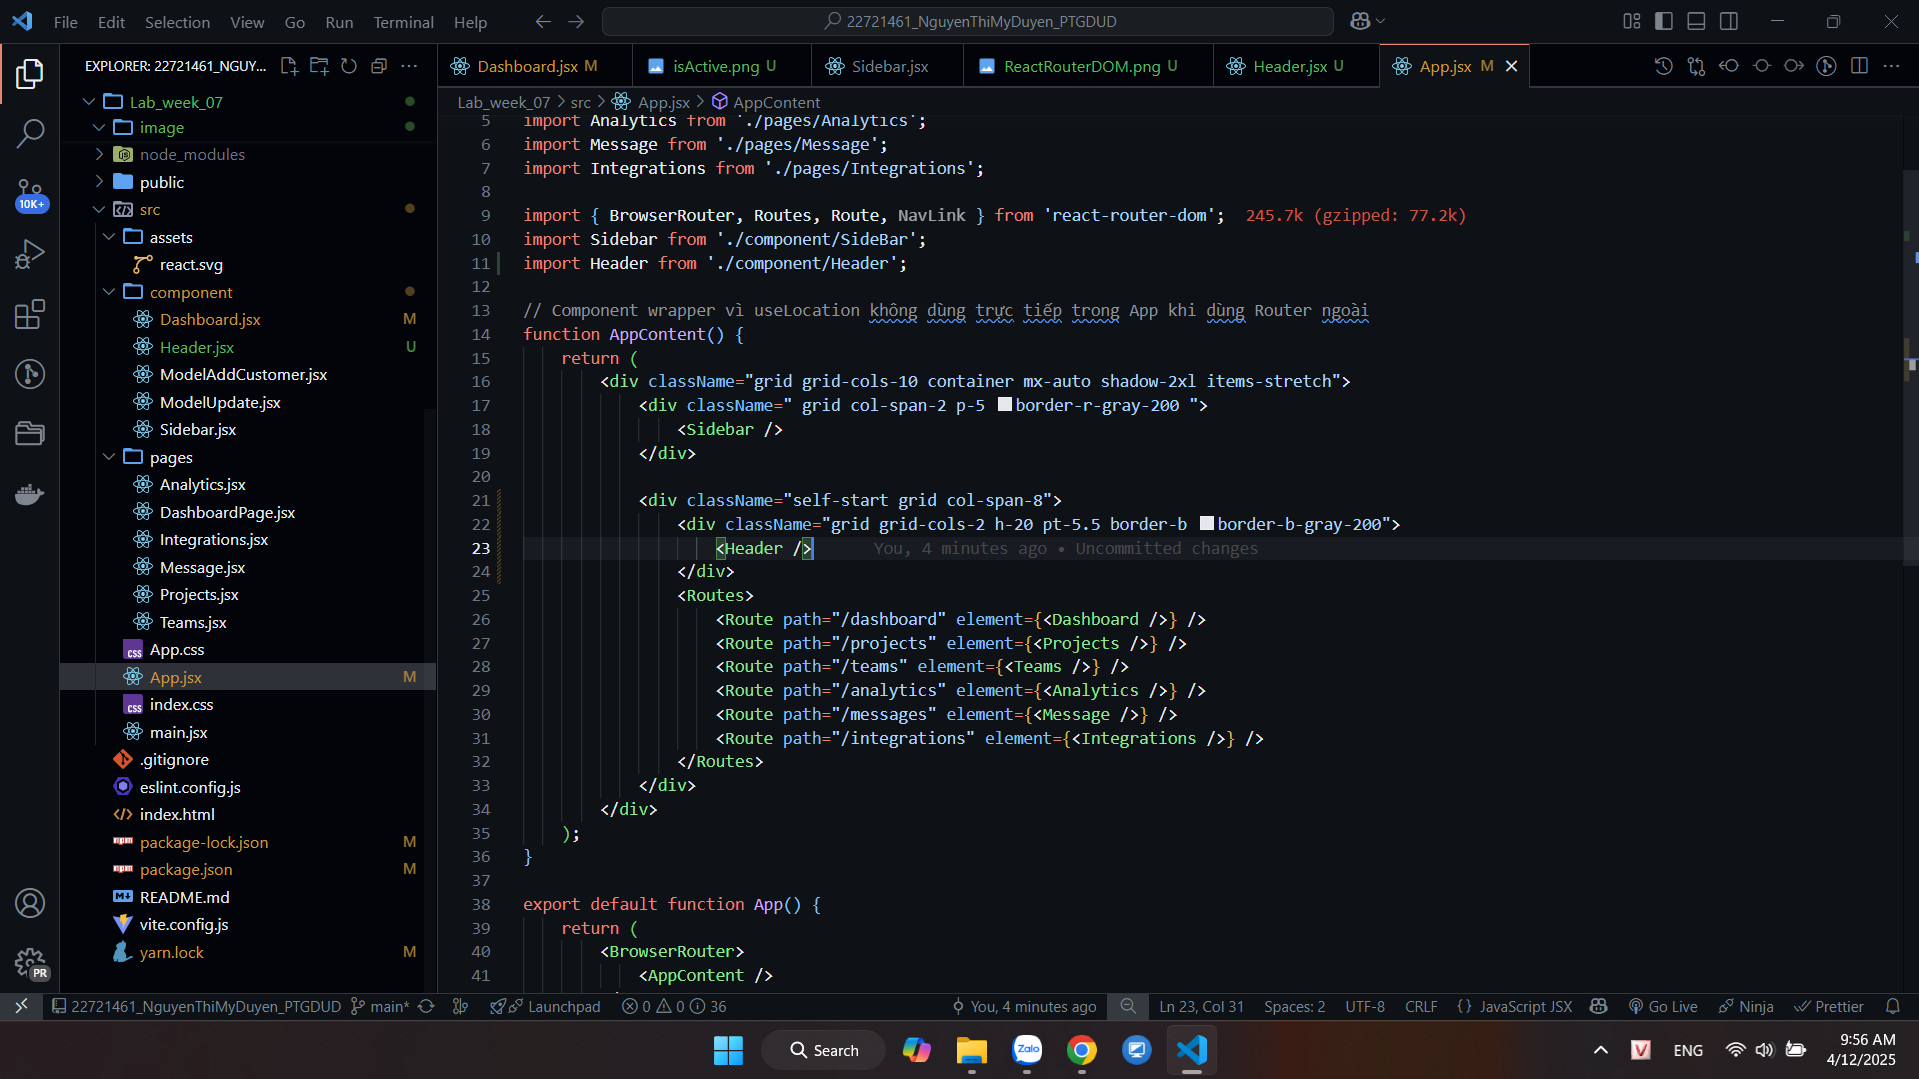 File Edit Selection View Go Run Terminal Help
22721461_NguyenThiMyDuyen_PTGDUD
EXPLORER: 22721461_NGUY...
Dashboard.jsx M
isActive.png U
Sidebar.jsx
ReactRouterDOM.png U
Header.jsx U
App.jsx M
Lab_week_07 > src > App.jsx > AppContent
10K+
Lab_week_07
image
node_modules
public
src
assets
react.svg
component
Dashboard.jsx M
Header.jsx U
ModelAddCustomer.jsx
ModelUpdate.jsx
Sidebar.jsx
pages
Analytics.jsx
DashboardPage.jsx
Integrations.jsx
Message.jsx
Projects.jsx
Teams.jsx
App.css
App.jsx M
index.css
main.jsx
.gitignore
eslint.config.js
index.html
package-lock.json M
package.json M
README.md
vite.config.js
yarn.lock M
PR
5 import Analytics from './pages/Analytics';
6 import Message from './pages/Message';
7 import Integrations from './pages/Integrations';
8
9 import { BrowserRouter, Routes, Route, NavLink } from 'react-router-dom'; 245.7k (gzipped: 77.2k)
10 import Sidebar from './component/SideBar';
11 import Header from './component/Header';
12
13 // Component wrapper vì useLocation không dùng trực tiếp trong App khi dùng Router ngoài
14 function AppContent() {
15 return (
16 <div className="grid grid-cols-10 container mx-auto shadow-2xl items-stretch">
17 <div className=" grid col-span-2 p-5 border-r-gray-200 ">
18 <Sidebar />
19 </div>
20
21 <div className="self-start grid col-span-8">
22 <div className="grid grid-cols-2 h-20 pt-5.5 border-b border-b-gray-200">
23 <Header /> You, 4 minutes ago • Uncommitted changes
24 </div>
25 <Routes>
26 <Route path="/dashboard" element={<Dashboard />} />
27 <Route path="/projects" element={<Projects />} />
28 <Route path="/teams" element={<Teams />} />
29 <Route path="/analytics" element={<Analytics />} />
30 <Route path="/messages" element={<Message />} />
31 <Route path="/integrations" element={<Integrations />} />
32 </Routes>
33 </div>
34 </div>
35 );
36 }
37
38 export default function App() {
39 return (
40 <BrowserRouter>
41 <AppContent />
22721461_NguyenThiMyDuyen_PTGDUD main* Launchpad 0 0 36 You, 4 minutes ago Ln 23, Col 31 Spaces: 2 UTF-8 CRLF {} JavaScript JSX Go Live Ninja Prettier
Search
Zalo
V
ENG
9:56 AM
4/12/2025